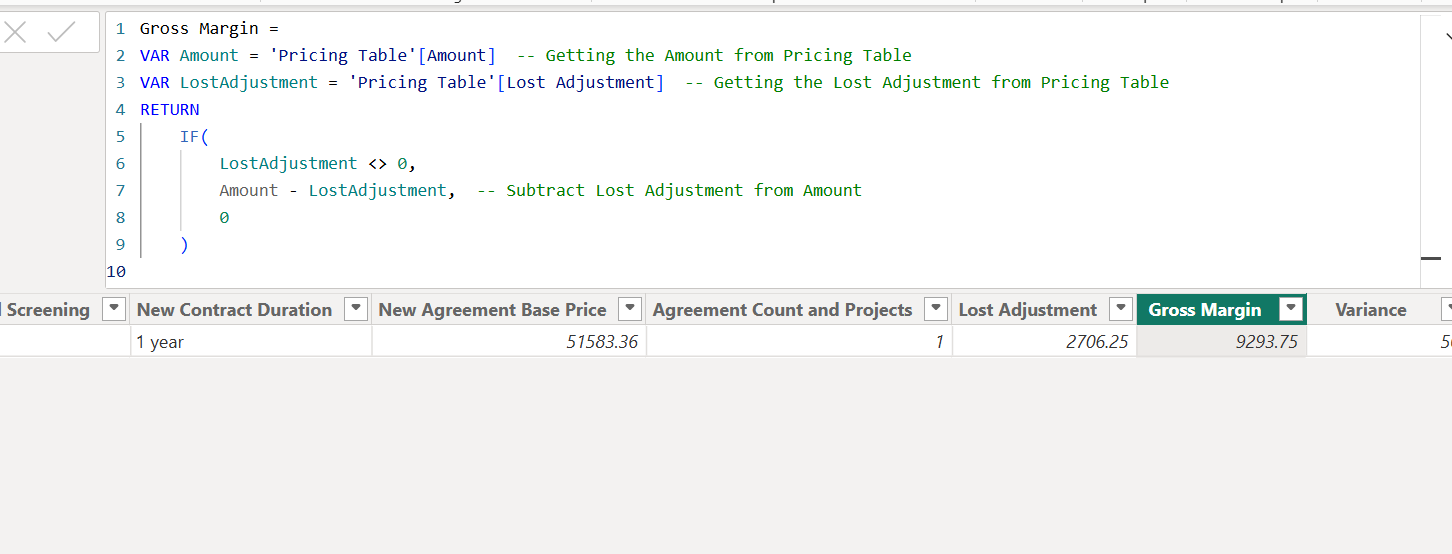 1 Gross Margin =
2 VAR Amount = 'Pricing Table'[Amount]  -- Getting the Amount from Pricing Table
3 VAR LostAdjustment = 'Pricing Table'[Lost Adjustment]  -- Getting the Lost Adjustment from Pricing Table
4 RETURN
5     IF(
6         LostAdjustment <> 0,
7         Amount - LostAdjustment,  -- Subtract Lost Adjustment from Amount
8         0
9     )
10
Screening New Contract Duration New Agreement Base Price Agreement Count and Projects Lost Adjustment Gross Margin Variance
1 year 51583.36 1 2706.25 9293.75